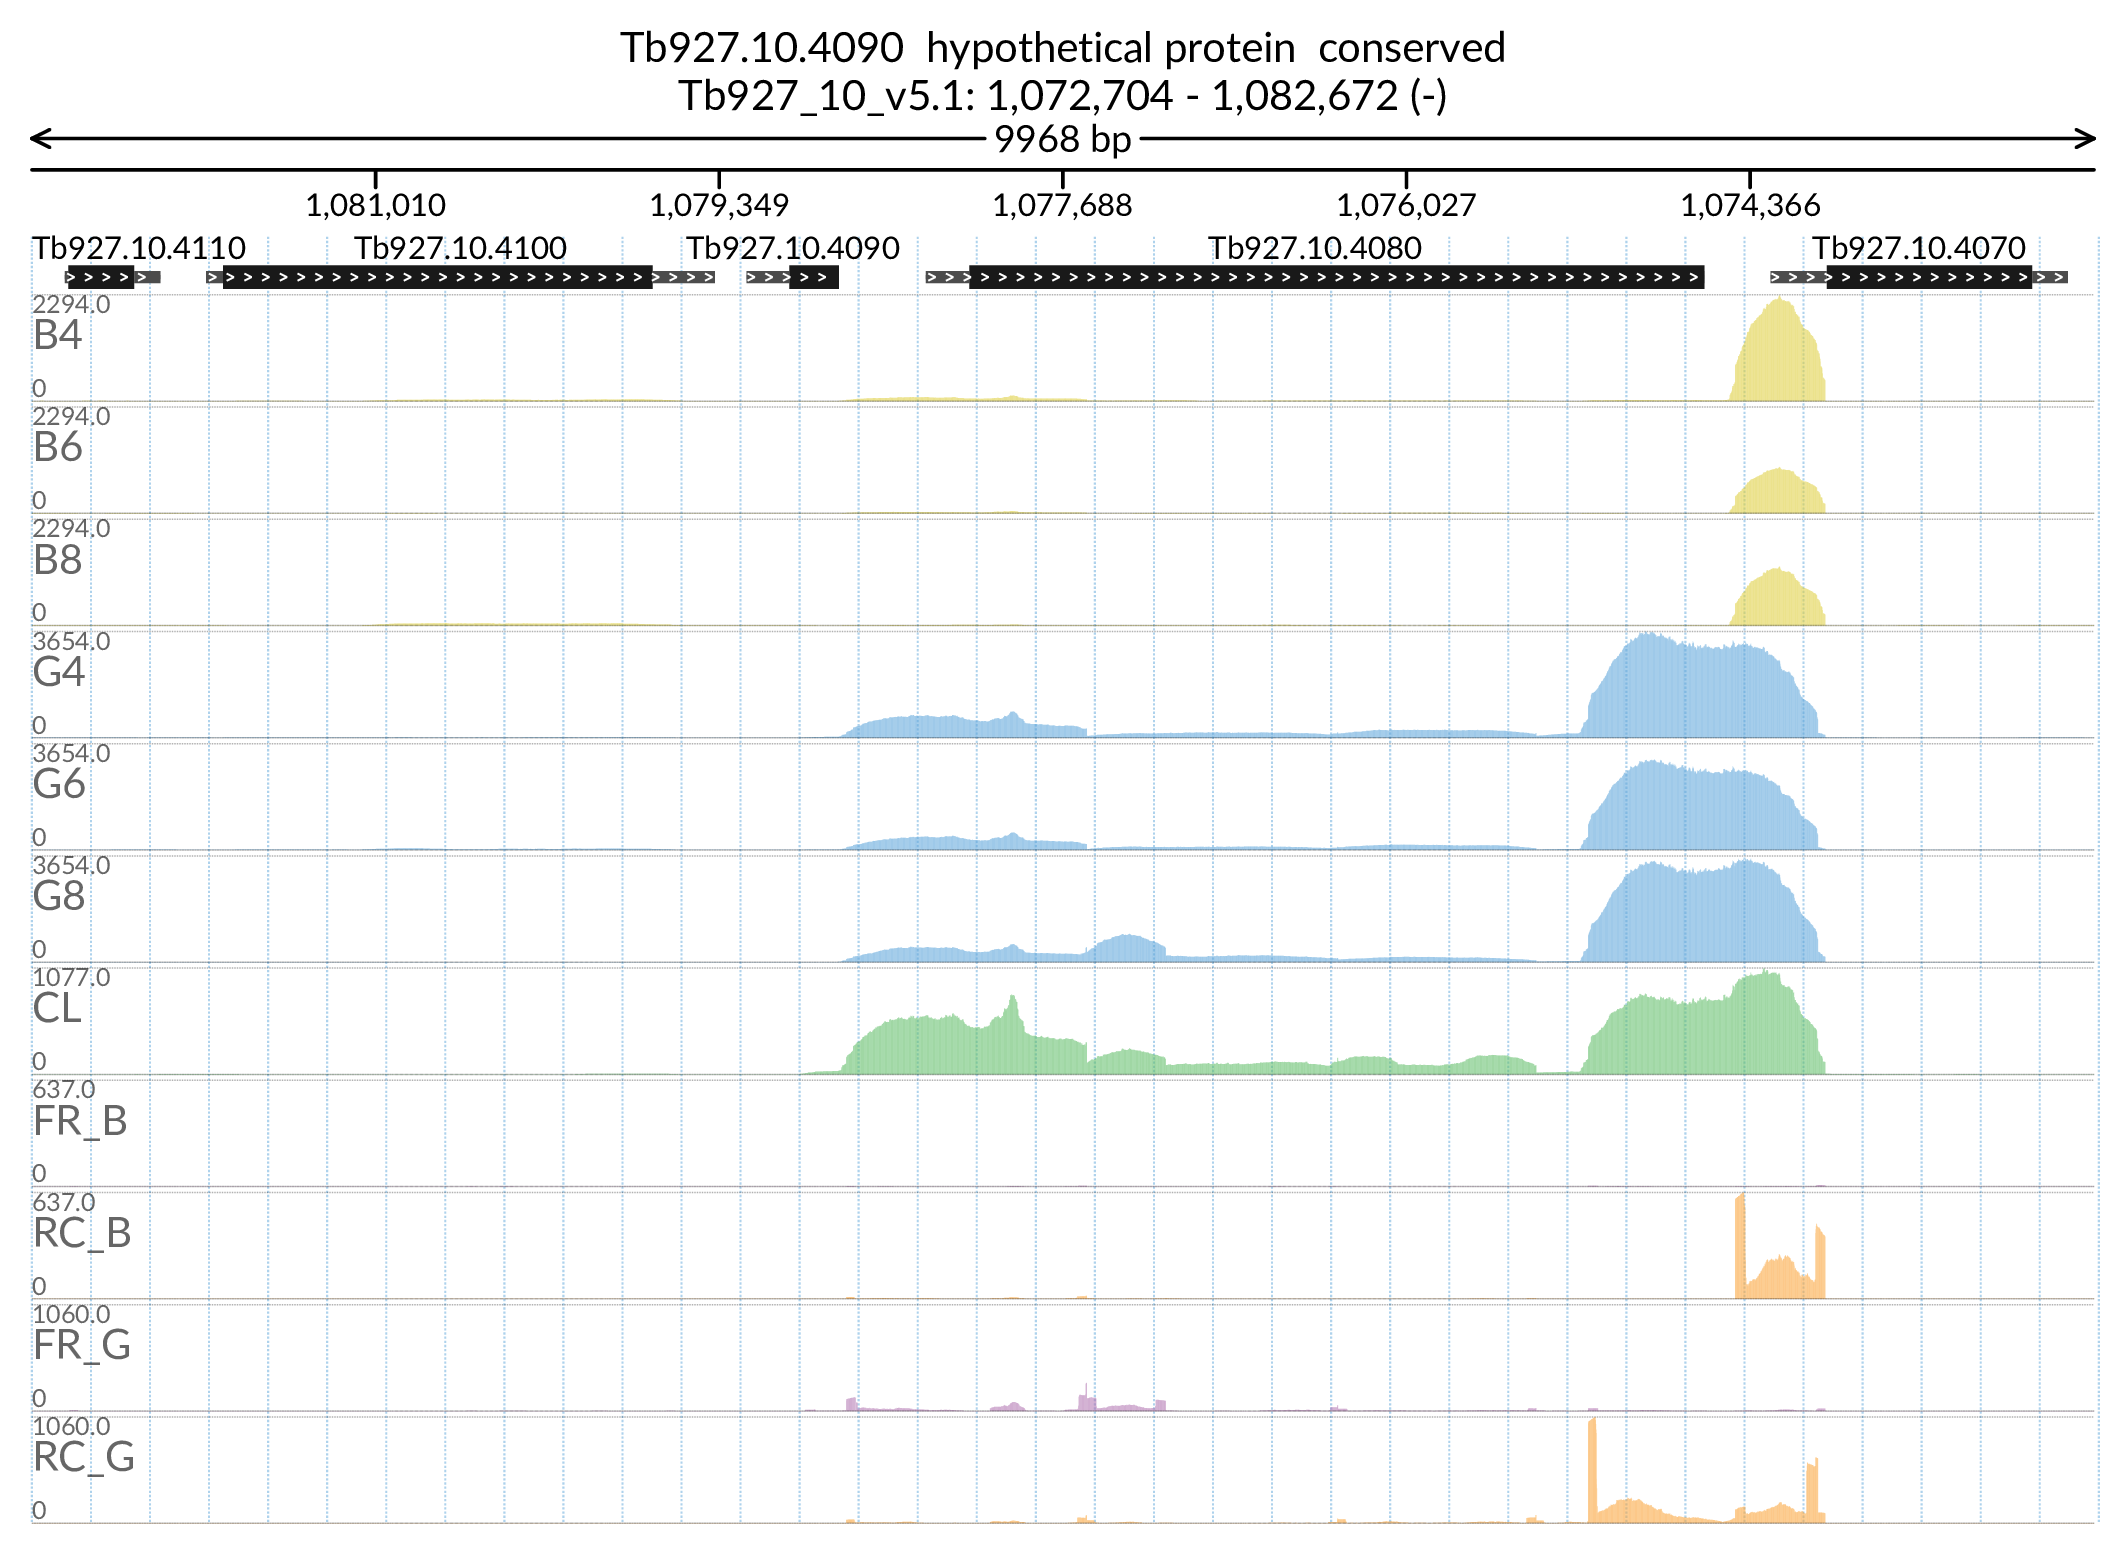 Tb927.10.4090 hypothetical protein conserved
Tb927_10_v5.1: 1,072,704 - 1,082,672 (-)
9968 bp
1,081,010 1,079,349 1,077,688 1,076,027 1,074,366
Tb927.10.4110 Tb927.10.4100 Tb927.10.4090 Tb927.10.4080 Tb927.10.4070
2294.0
B4
0
2294.0
B6
0
2294.0
B8
0
3654.0
G4
0
3654.0
G6
0
3654.0
G8
0
1077.0
CL
0
637.0
FR_B
0
637.0
RC_B
0
1060.0
FR_G
0
1060.0
RC_G
0